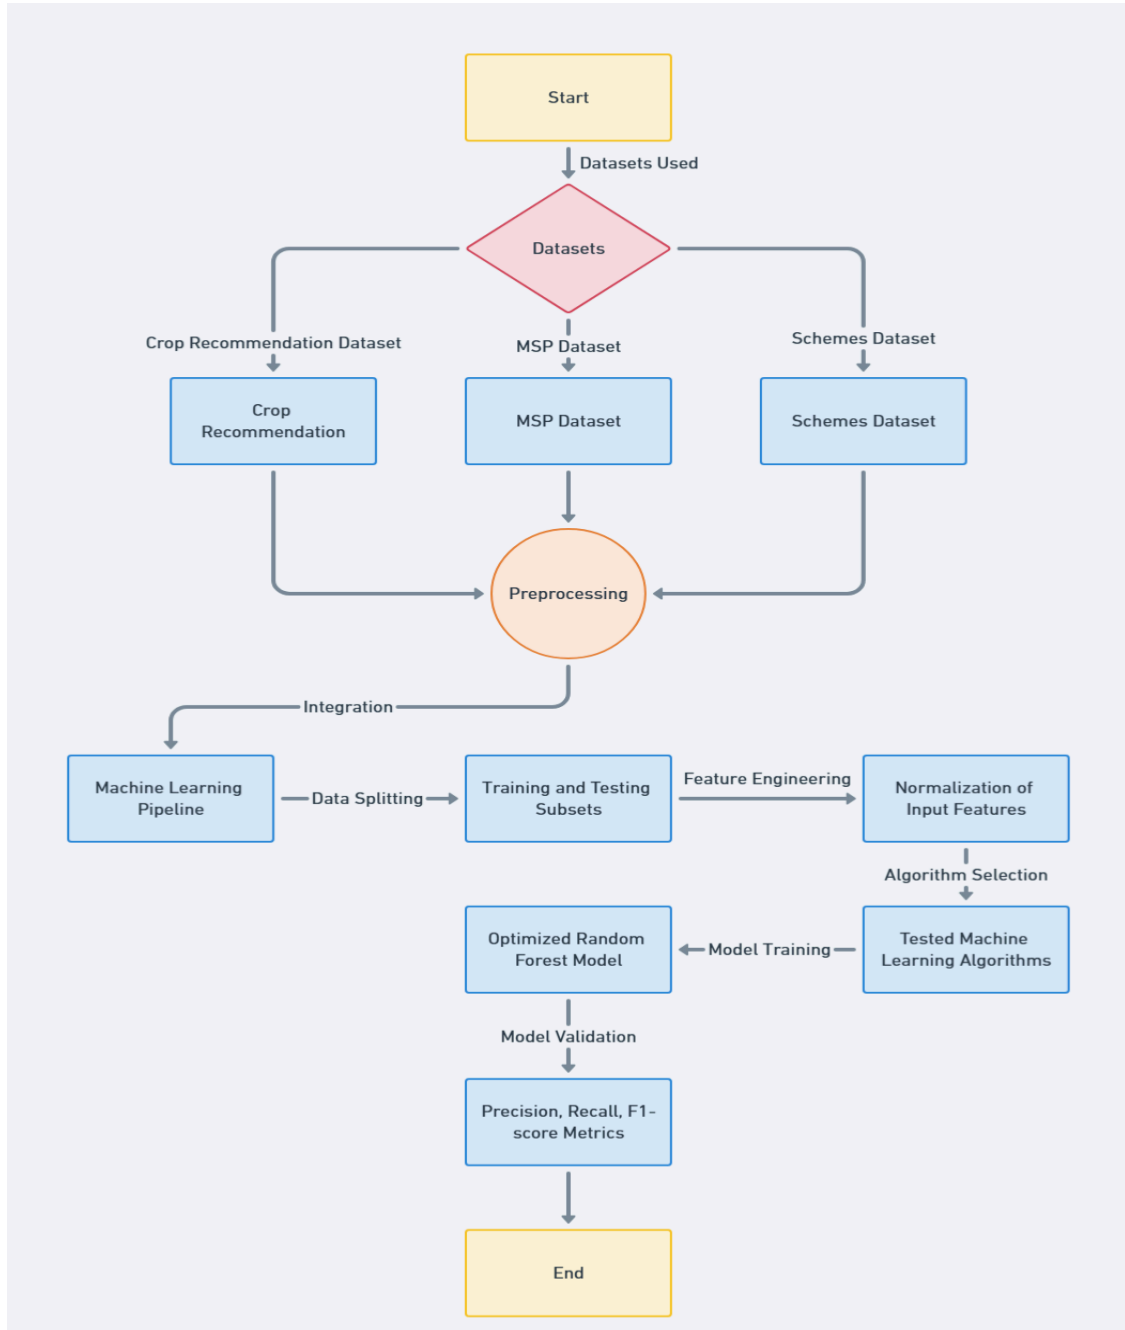 Start
Datasets Used
Datasets
Crop Recommendation Dataset
MSP Dataset
Schemes Dataset
Crop
Recommendation
MSP Dataset
Schemes Dataset
Preprocessing
Integration
Machine Learning
Pipeline
Data Splitting
Training and Testing
Subsets
Feature Engineering
Normalization of
Input Features
Algorithm Selection
Tested Machine
Learning Algorithms
Model Training
Optimized Random
Forest Model
Model Validation
Precision, Recall, F1-
score Metrics
End